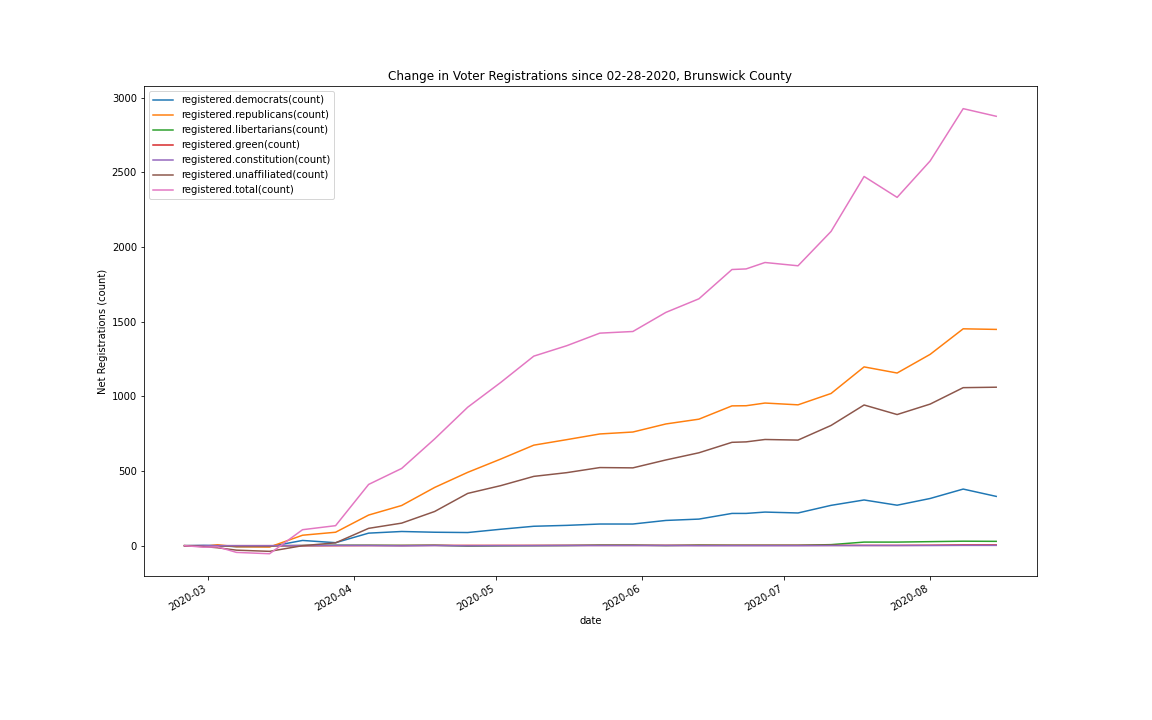 Change in Voter Registrations since 02-28-2020, Brunswick County
registered.democrats(count)
registered.republicans(count)
registered.libertarians(count)
registered.green(count)
registered.constitution(count)
registered.unaffiliated(count)
registered.total(count)
Net Registrations (count)
3000
2500
2000
1500
1000
500
0
2020-03
2020-04
2020-05
2020-06
2020-07
2020-08
date